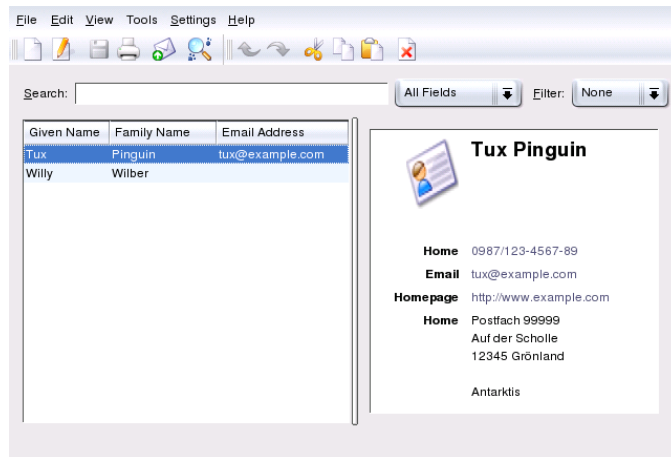 File Edit View Tools Settings Help
Search: All Fields Filter: None
Given Name Family Name Email Address
Tux Pinguin tux@example.com
Willy Wilber
Tux Pinguin
Home 0987/123-4567-89
Email tux@example.com
Homepage http://www.example.com
Home Postfach 99999
Auf der Scholle
12345 Grönland
Antarktis